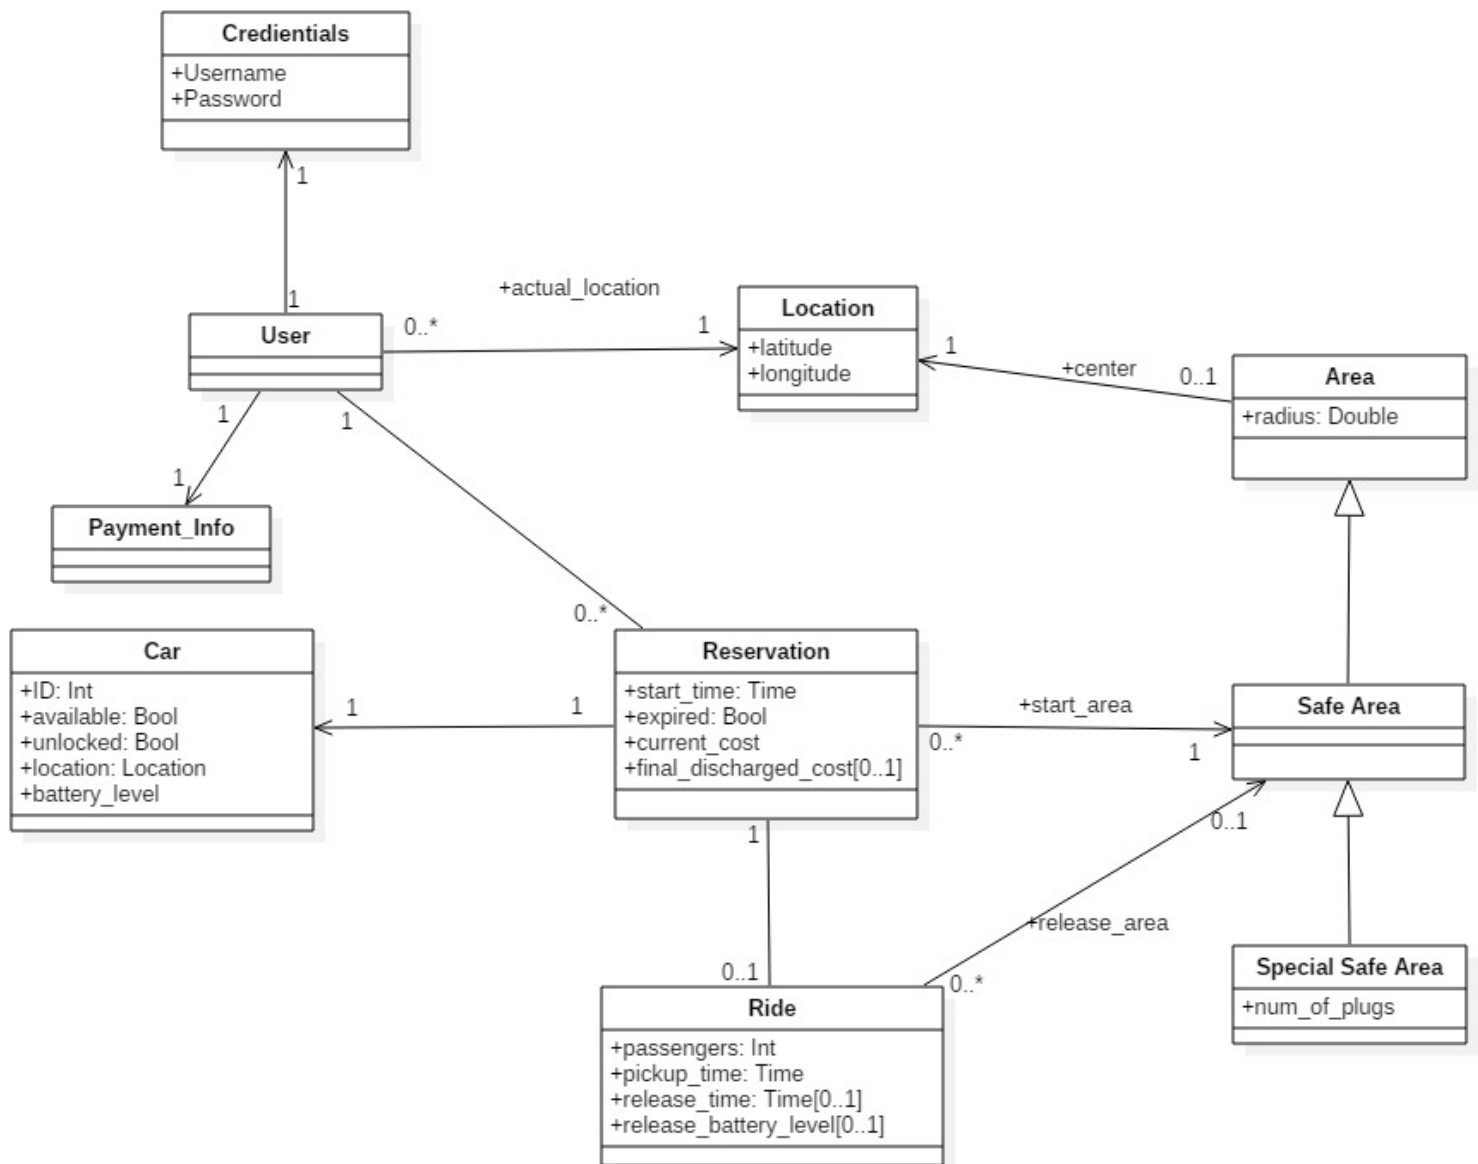 Credientials
+Username
+Password
1
1
User
0..*
+actual_location
1
Location
+latitude
+longitude
1
+center
0..1
Area
+radius: Double
1
1
1
Payment_Info
0..*
Car
+ID: Int
+available: Bool
+unlocked: Bool
+location: Location
+battery_level
1
1
Reservation
+start_time: Time
+expired: Bool
+current_cost
+final_discharged_cost[0..1]
+start_area
0..*
1
Safe Area
1
0..1
+release_area
0..1
0..*
Special Safe Area
+num_of_plugs
Ride
+passengers: Int
+pickup_time: Time
+release_time: Time[0..1]
+release_battery_level[0..1]